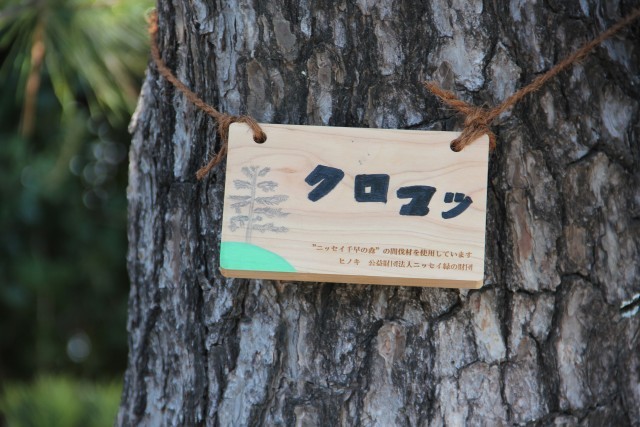 クロマツ
"ニッセイ千早の森"の間伐材を使用しています。
ヒノキ 公益財団法人ニッセイ緑の財団